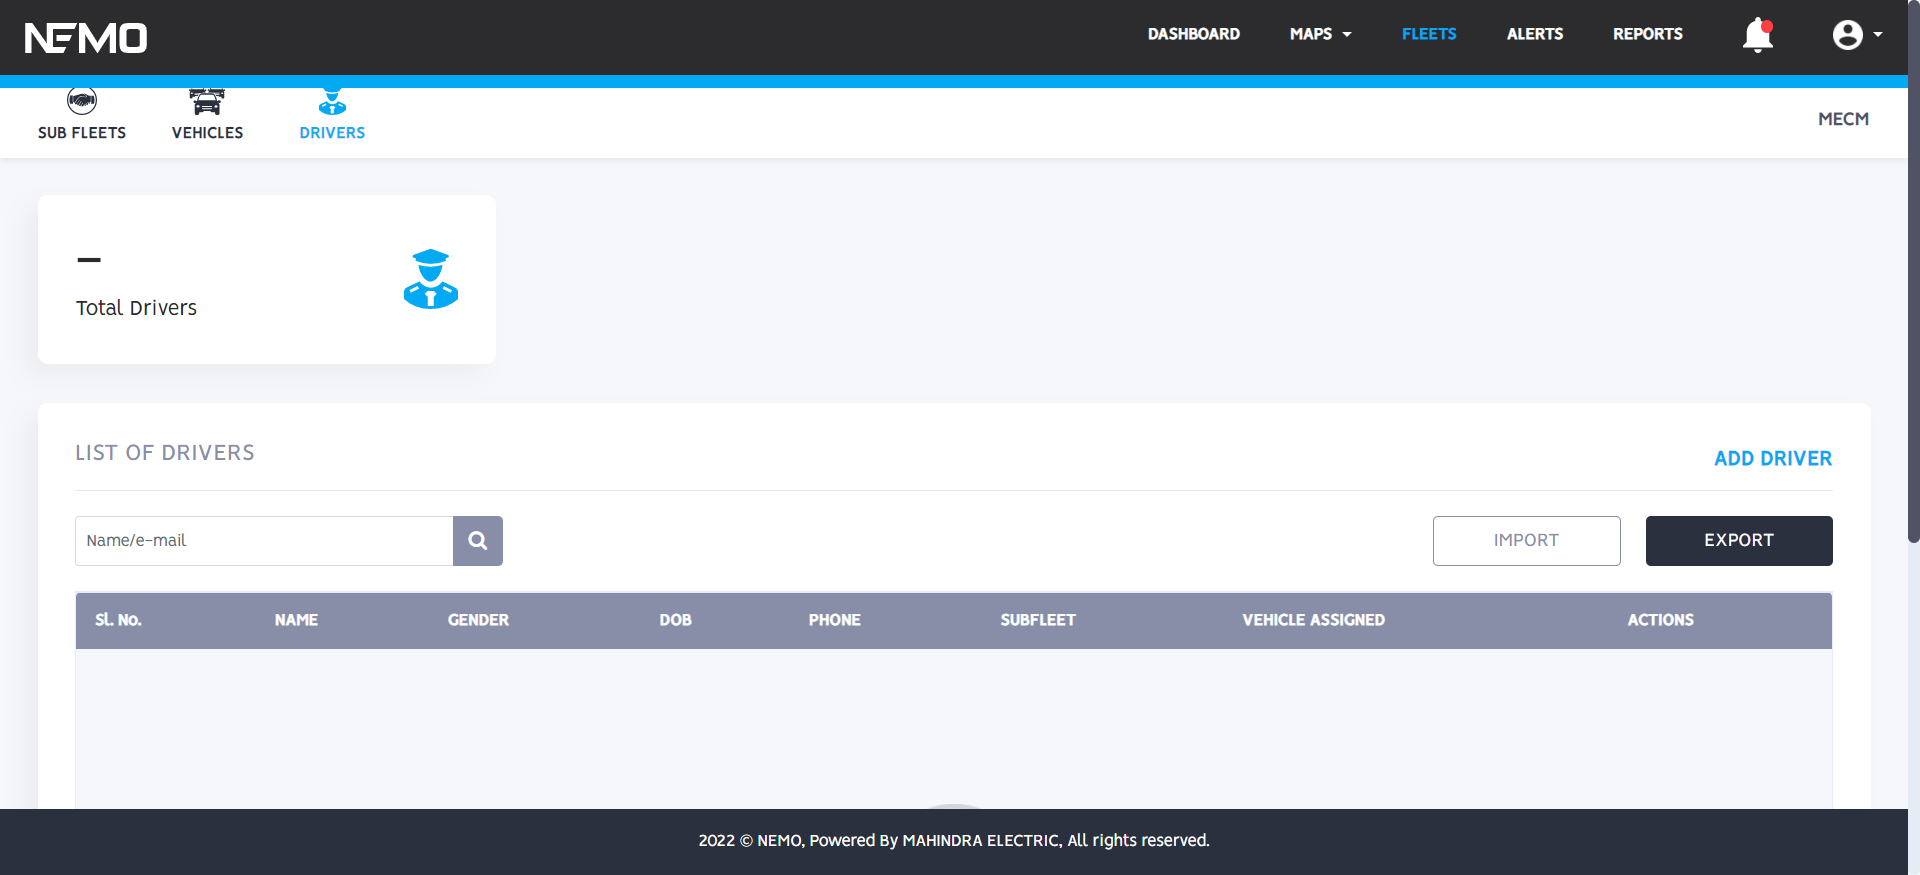 NEMO
DASHBOARD
MAPS
FLEETS
ALERTS
REPORTS
SUB FLEETS
VEHICLES
DRIVERS
MECM
–
Total Drivers
LIST OF DRIVERS
ADD DRIVER
Name/e-mail
IMPORT
EXPORT
Sl. No.
NAME
GENDER
DOB
PHONE
SUBFLEET
VEHICLE ASSIGNED
ACTIONS
2022 © NEMO, Powered By MAHINDRA ELECTRIC, All rights reserved.